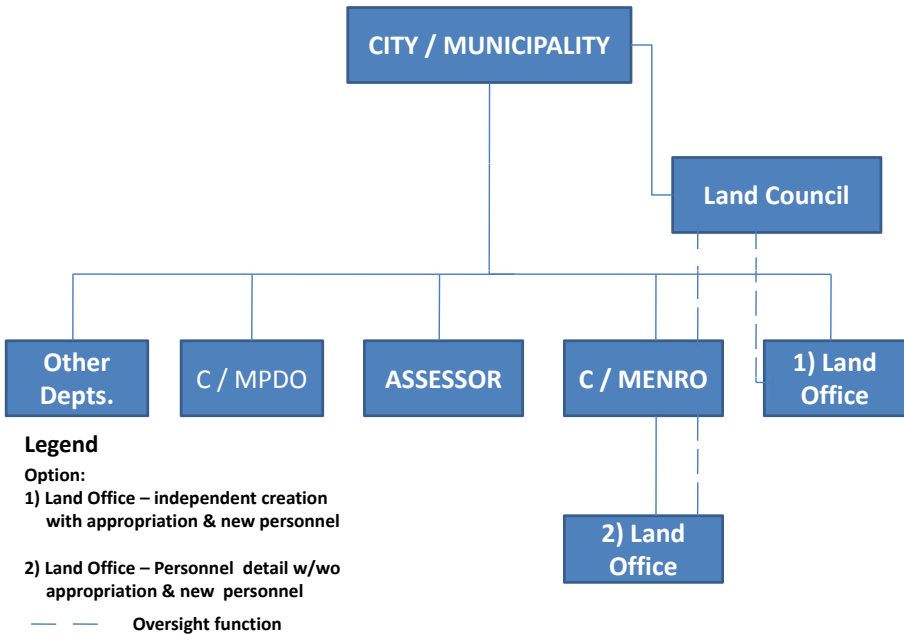 CITY / MUNICIPALITY
Land Council
Other
Depts.
C / MPDO
ASSESSOR
C / MENRO
1) Land
Office
2) Land
Office
Legend
Option:
1) Land Office – independent creation
with appropriation & new personnel
2) Land Office – Personnel detail w/wo
appropriation & new personnel
Oversight function